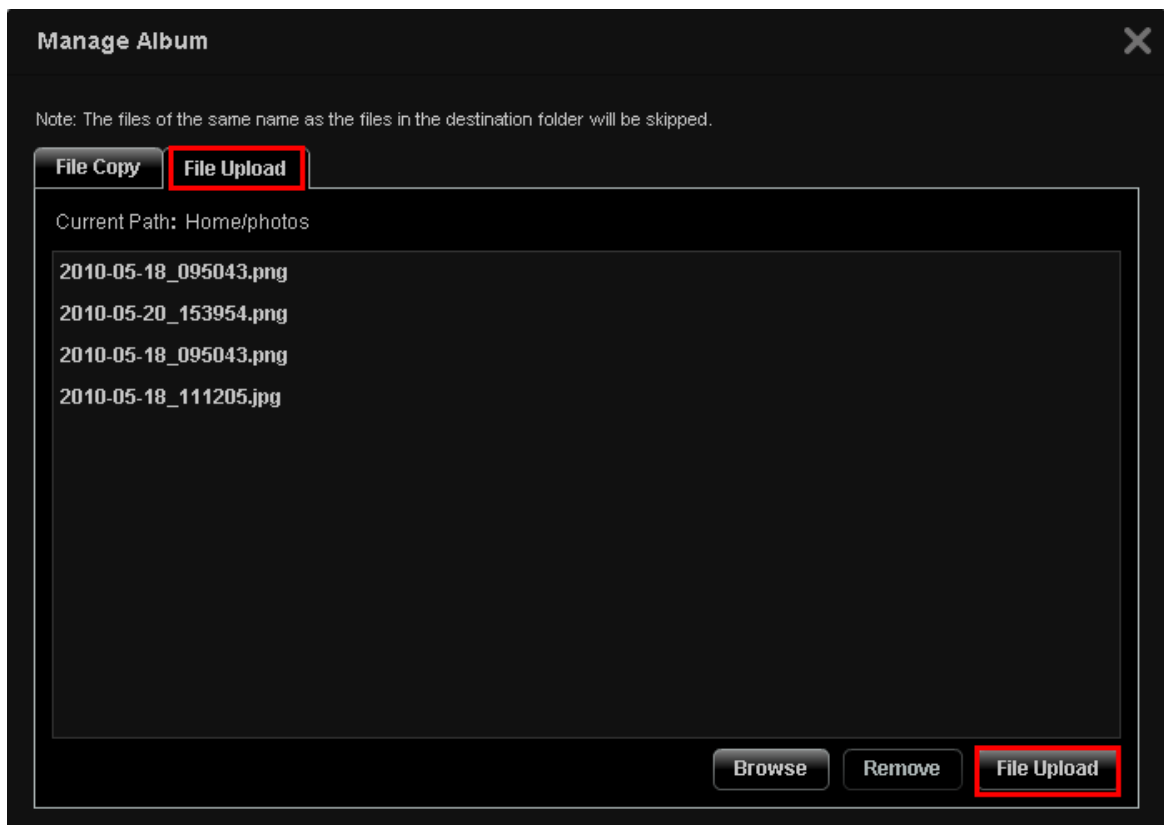 Manage Album
Note: The files of the same name as the files in the destination folder will be skipped.
File Copy File Upload
Current Path: Home/photos
2010-05-18_095043.png
2010-05-20_153954.png
2010-05-18_095043.png
2010-05-18_111205.jpg
Browse Remove File Upload